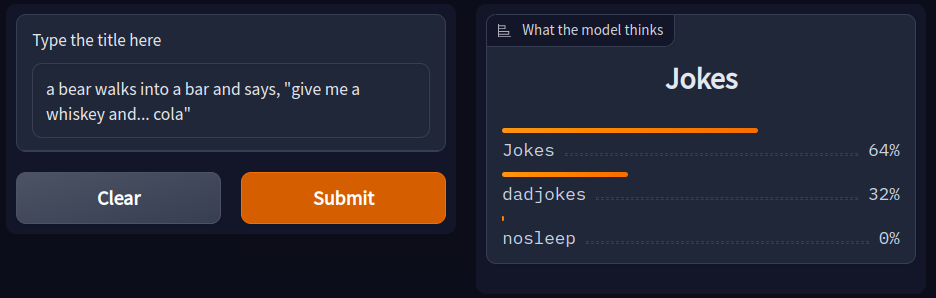 Type the title here
a bear walks into a bar and says, "give me a
whiskey and... cola"
Clear
Submit
What the model thinks
Jokes
Jokes 64%
dadjokes 32%
nosleep 0%